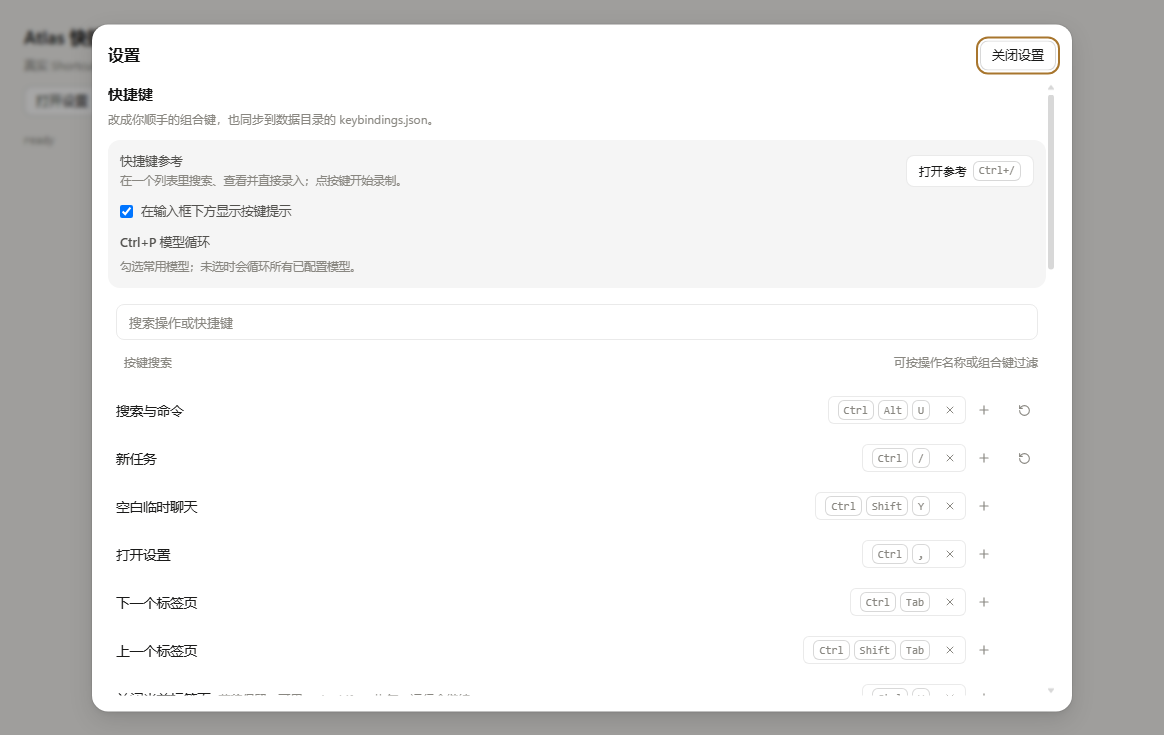 Atlas 快
设置
关闭设置
打开设置
ready
快捷键
改成你顺手的组合键，也同步到数据目录的 keybindings.json。
快捷键参考
在一个列表里搜索、查看并直接录入；点按键开始录制。
打开参考 Ctrl+/
在输入框下方显示按键提示
Ctrl+P 模型循环
勾选常用模型；未选时会循环所有已配置模型。
搜索操作或快捷键
按键搜索 可按操作名称或组合键过滤
搜索与命令 Ctrl Alt U × +
新任务 Ctrl / × +
空白临时聊天 Ctrl Shift Y × +
打开设置 Ctrl , × +
下一个标签页 Ctrl Tab × +
上一个标签页 Ctrl Shift Tab × +